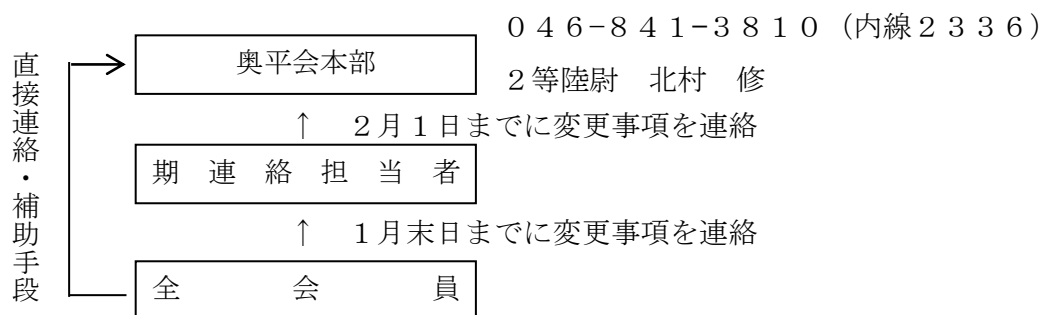 ０４６－８４１－３８１０（内線２３３６）
奥平会本部
２等陸尉　北村　修
↑　２月１日までに変更事項を連絡
期　連　絡　担　当　者
↑　１月末日までに変更事項を連絡
全　会　員
直接連絡・補助手段